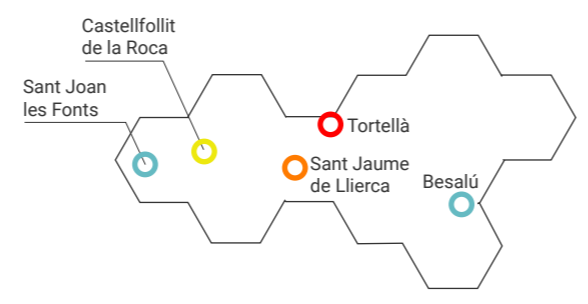 Castellfollit
de la Roca
Sant Joan
les Fonts
Tortellà
Sant Jaume
de Llierca
Besalú